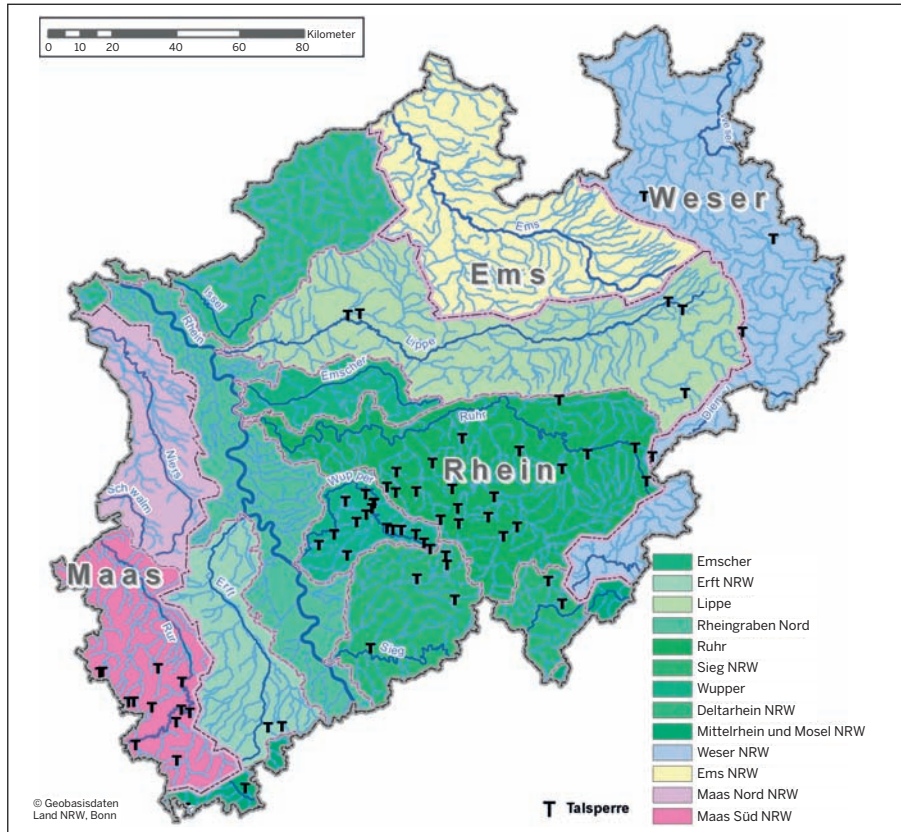 0 10 20 40 60 80 Kilometer
Weser
Ems
Ems
Issel
Rhein
Lippe
Emscher
Ruhr
Rhein
Wupper
Niers
Schwalm
Maas
Erft
Rur
Sieg
Diemel
Emscher
Erft NRW
Lippe
Rheingraben Nord
Ruhr
Sieg NRW
Wupper
Deltarhein NRW
Mittelrhein und Mosel NRW
Weser NRW
Ems NRW
Maas Nord NRW
Maas Süd NRW
T Talsperre
© Geobasisdaten
Land NRW, Bonn